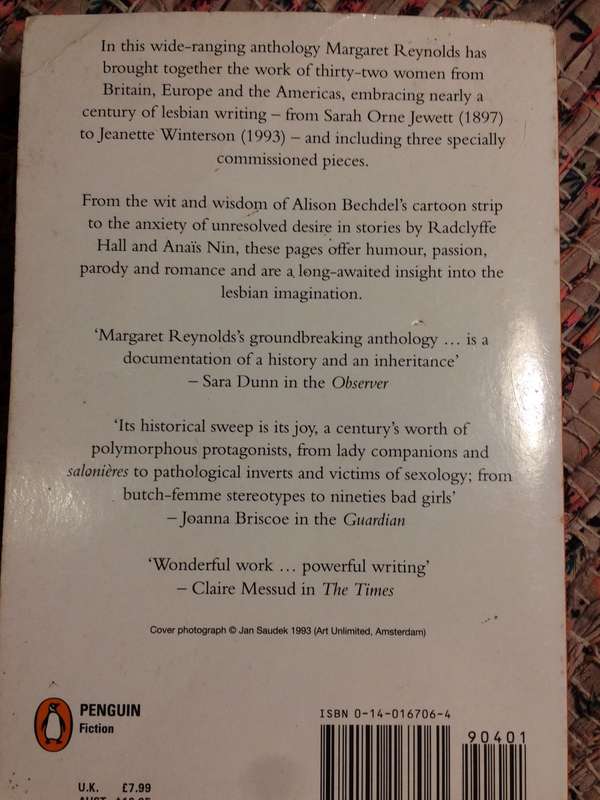 In this wide-ranging anthology Margaret Reynolds has
brought together the work of thirty-two women from
Britain, Europe and the Americas, embracing nearly a
century of lesbian writing – from Sarah Orne Jewett (1897)
to Jeanette Winterson (1993) – and including three specially
commissioned pieces.
From the wit and wisdom of Alison Bechdel's cartoon strip
to the anxiety of unresolved desire in stories by Radclyffe
Hall and Anaïs Nin, these pages offer humour, passion,
parody and romance and are a long-awaited insight into the
lesbian imagination.
'Margaret Reynolds's groundbreaking anthology … is a
documentation of a history and an inheritance'
– Sara Dunn in the Observer
'Its historical sweep is its joy, a century's worth of
polymorphous protagonists, from lady companions and
salonières to pathological inverts and victims of sexology; from
butch-femme stereotypes to nineties bad girls'
– Joanna Briscoe in the Guardian
'Wonderful work … powerful writing'
– Claire Messud in The Times
Cover photograph © Jan Saudek 1993 (Art Unlimited, Amsterdam)
PENGUIN
Fiction
ISBN 0-14-016706-4
90401
U.K. £7.99